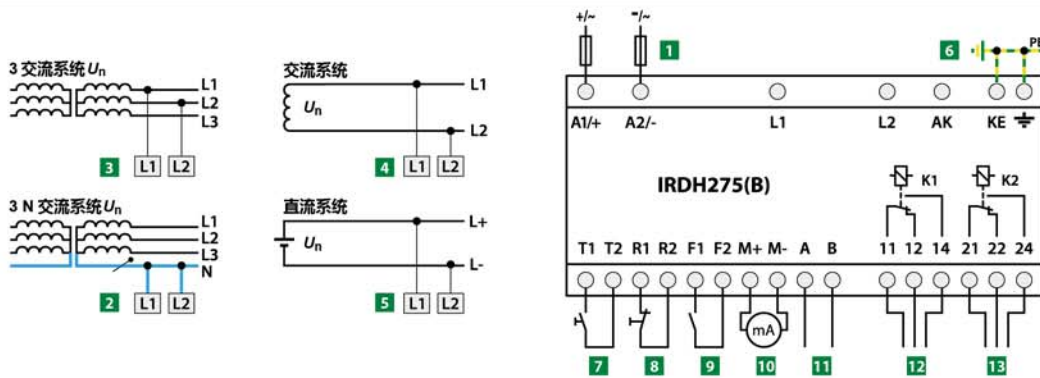 3 交流系统 Un
L1
L2
L3
3
L1
L2
交流系统
Un
L1
L2
4
L1
L2
3 N 交流系统 Un
L1
L2
L3
N
2
L1
L2
直流系统
Un
L+
L-
5
L1
L2
+/~
-/~
1
6
PE
A1/+ A2/- L1 L2 AK KE
IRDH275(B)
K1
K2
T1 T2 R1 R2 F1 F2 M+ M- A B 11 12 14 21 22 24
mA
7 8 9 10 11 12 13